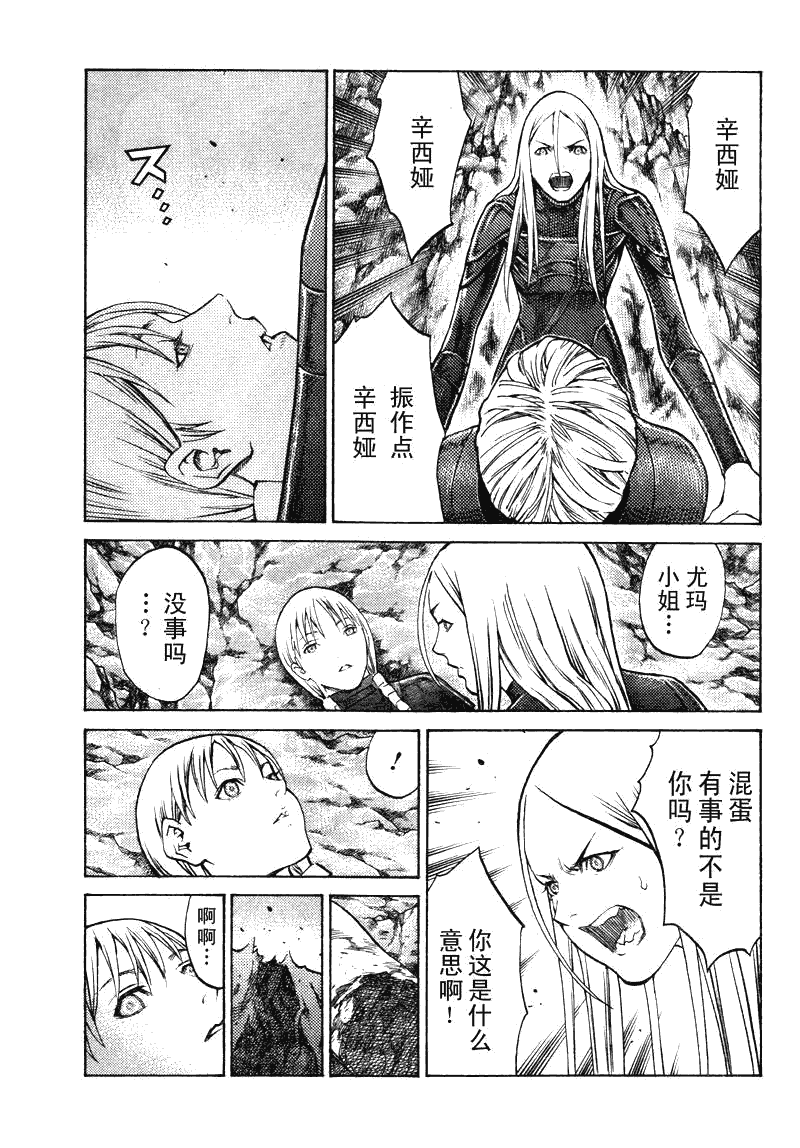 辛西娅
辛西娅
振作点
辛西娅
ス…
尤玛
小姐…
没事吗
…?
混蛋
有事的不是
你吗?
你这是什么
意思啊!
!
啊
啊…